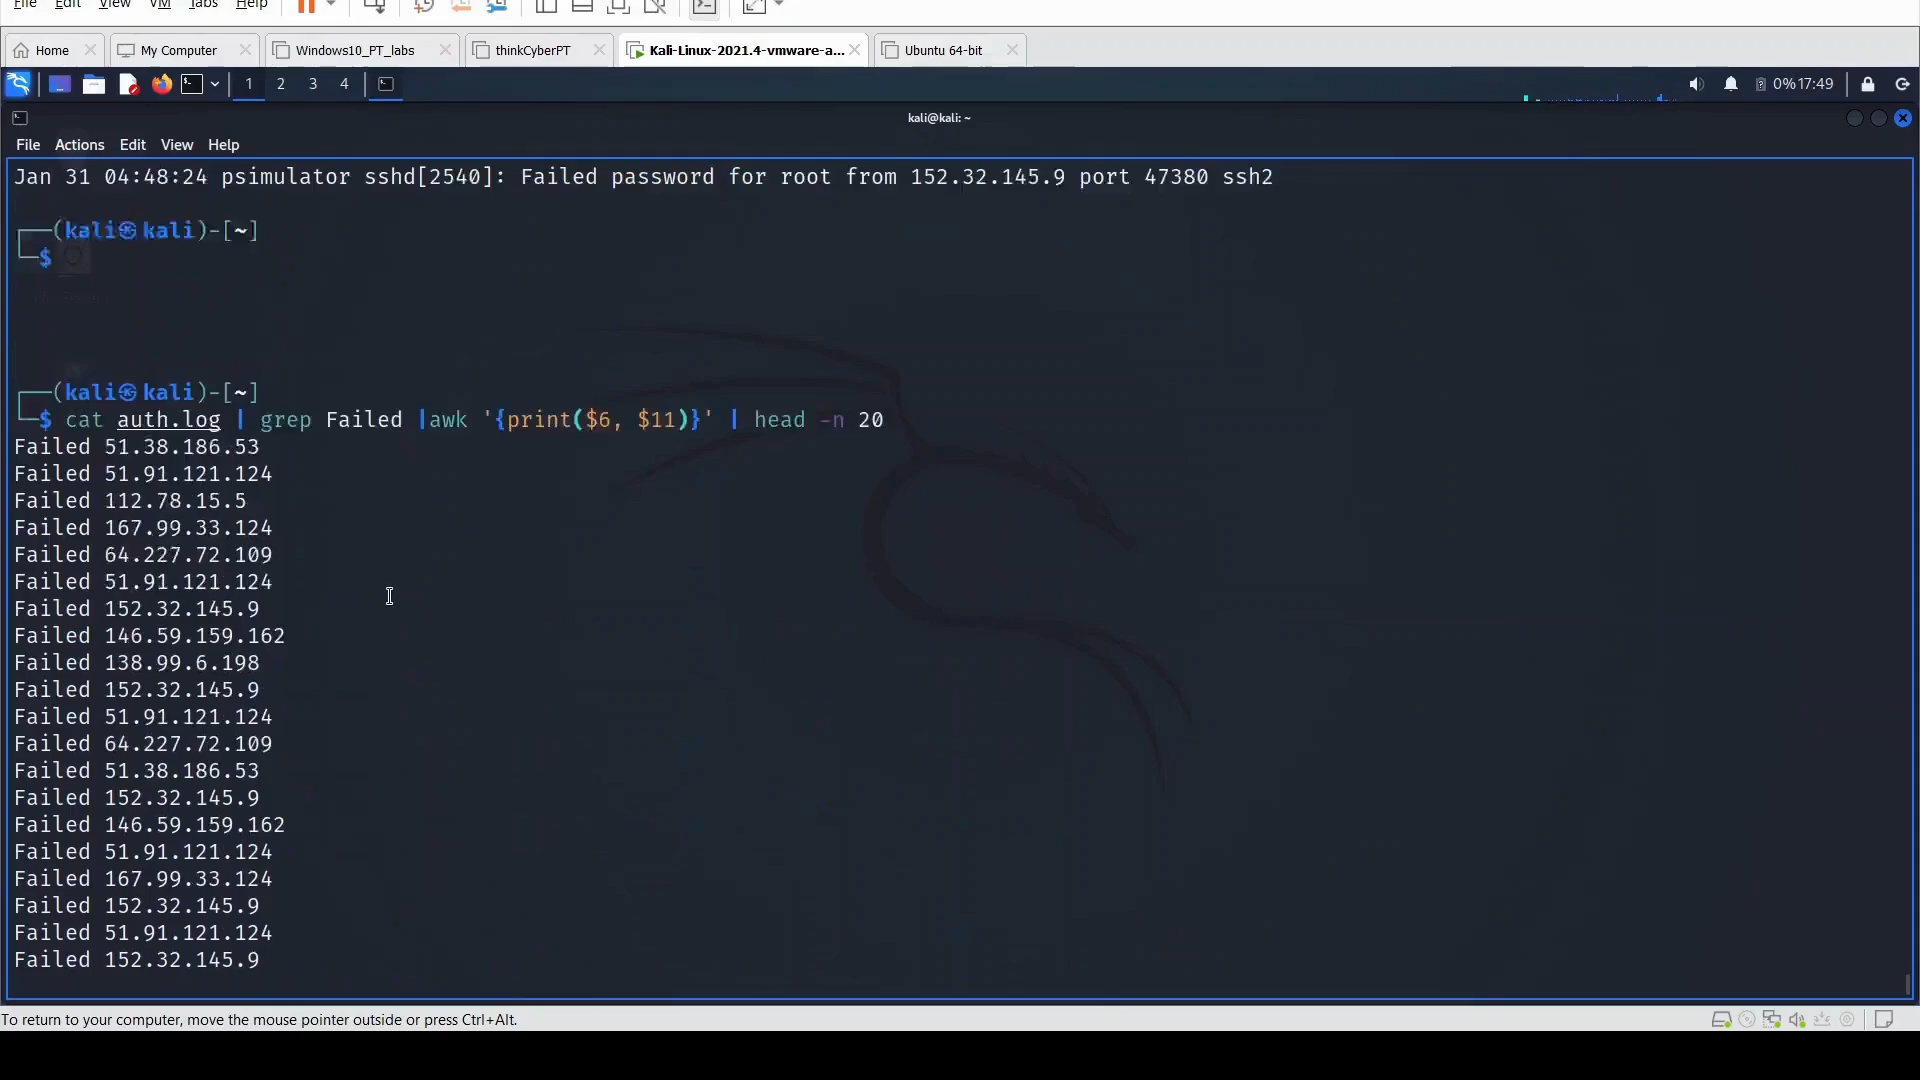 File Edit View VM Tabs Help
Home My Computer Windows10_PT_labs thinkCyberPT Kali-Linux-2021.4-vmware-a... Ubuntu 64-bit
1 2 3 4 0% 17:49
kali@kali: ~
File Actions Edit View Help
Jan 31 04:48:24 psimulator sshd[2540]: Failed password for root from 152.32.145.9 port 47380 ssh2
┌──(kali㉿kali)-[~]
└─$
┌──(kali㉿kali)-[~]
└─$ cat auth.log | grep Failed |awk '{print($6, $11)}' | head -n 20
Failed 51.38.186.53
Failed 51.91.121.124
Failed 112.78.15.5
Failed 167.99.33.124
Failed 64.227.72.109
Failed 51.91.121.124
Failed 152.32.145.9
Failed 146.59.159.162
Failed 138.99.6.198
Failed 152.32.145.9
Failed 51.91.121.124
Failed 64.227.72.109
Failed 51.38.186.53
Failed 152.32.145.9
Failed 146.59.159.162
Failed 51.91.121.124
Failed 167.99.33.124
Failed 152.32.145.9
Failed 51.91.121.124
Failed 152.32.145.9
To return to your computer, move the mouse pointer outside or press Ctrl+Alt.